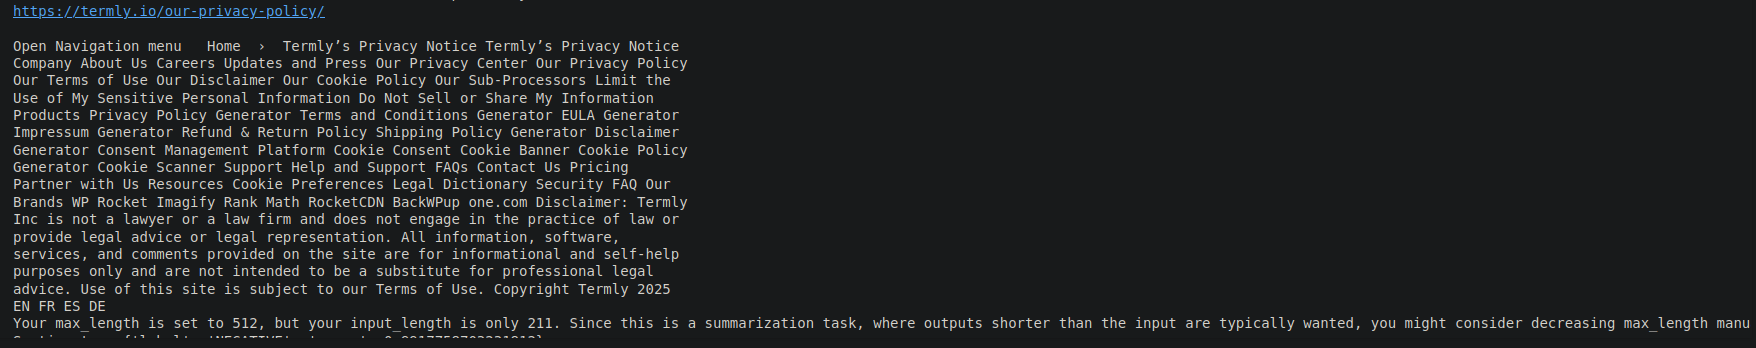 https://termly.io/our-privacy-policy/
Open Navigation menu   Home  ›  Termly’s Privacy Notice Termly’s Privacy Notice
Company About Us Careers Updates and Press Our Privacy Center Our Privacy Policy
Our Terms of Use Our Disclaimer Our Cookie Policy Our Sub-Processors Limit the
Use of My Sensitive Personal Information Do Not Sell or Share My Information
Products Privacy Policy Generator Terms and Conditions Generator EULA Generator
Impressum Generator Refund & Return Policy Shipping Policy Generator Disclaimer
Generator Consent Management Platform Cookie Consent Cookie Banner Cookie Policy
Generator Cookie Scanner Support Help and Support FAQs Contact Us Pricing
Partner with Us Resources Cookie Preferences Legal Dictionary Security FAQ Our
Brands WP Rocket Imagify Rank Math RocketCDN BackWPup one.com Disclaimer: Termly
Inc is not a lawyer or a law firm and does not engage in the practice of law or
provide legal advice or legal representation. All information, software,
services, and comments provided on the site are for informational and self-help
purposes only and are not intended to be a substitute for professional legal
advice. Use of this site is subject to our Terms of Use. Copyright Termly 2025
EN FR ES DE
Your max_length is set to 512, but your input_length is only 211. Since this is a summarization task, where outputs shorter than the input are typically wanted, you might consider decreasing max_length manu